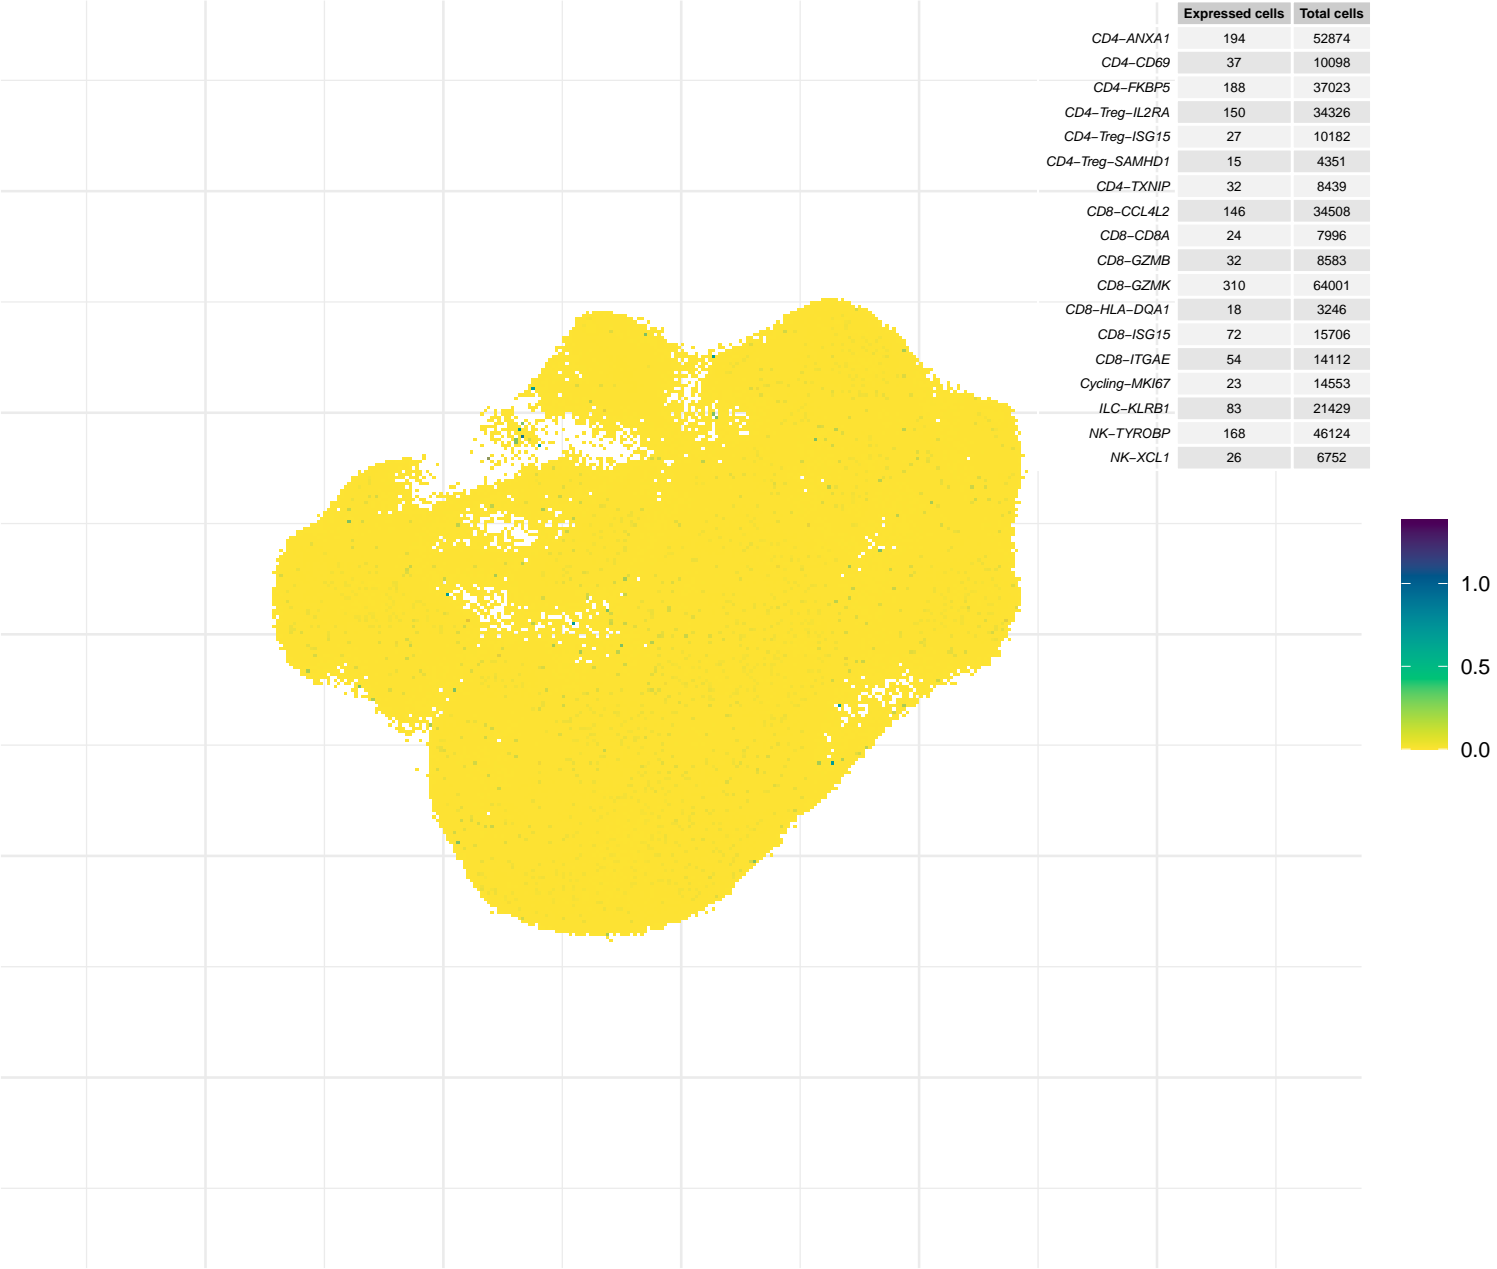 Expressed cells Total cells
CD4−ANXA1 194 52874
CD4−CD69 37 10098
CD4−FKBP5 188 37023
CD4−Treg−IL2RA 150 34326
CD4−Treg−ISG15 27 10182
CD4−Treg−SAMHD1 15 4351
CD4−TXNIP 32 8439
CD8−CCL4L2 146 34508
CD8−CD8A 24 7996
CD8−GZMB 32 8583
CD8−GZMK 310 64001
CD8−HLA−DQA1 18 3246
CD8−ISG15 72 15706
CD8−ITGAE 54 14112
Cycling−MKI67 23 14553
ILC−KLRB1 83 21429
NK−TYROBP 168 46124
NK−XCL1 26 6752
1.0
0.5
0.0